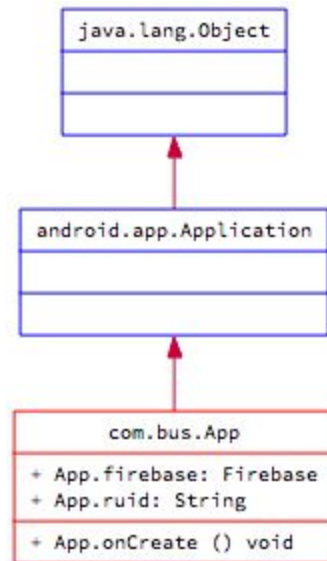 java.lang.Object
android.app.Application
com.bus.App
+ App.firebase: Firebase
+ App.ruid: String
+ App.onCreate () void